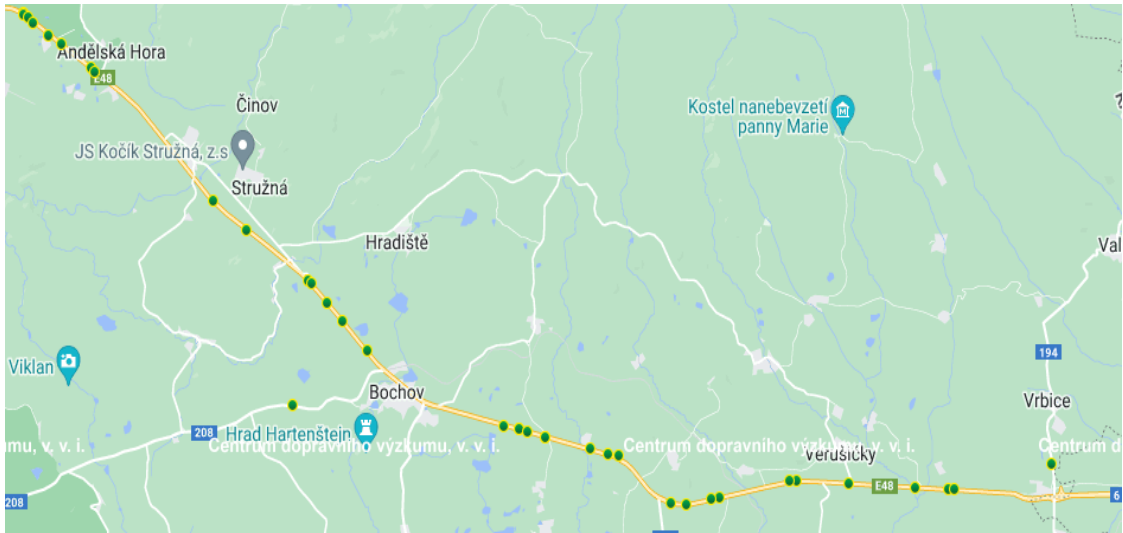 Andělská Hora
E48
Činov
Kostel nanebevzetí
panny Marie
JS Kočík Stružná, z.s
Stružná
Hradiště
Val
194
Viklan
Bochov
Vrbice
208
Hrad Hartenštejn
umu, v. v. i.
Centrum dopravního výzkumu, v. v. i.
Centrum dopravního výzkumu, v. v. i.
Centrum d
Verušičky
E48
208
6